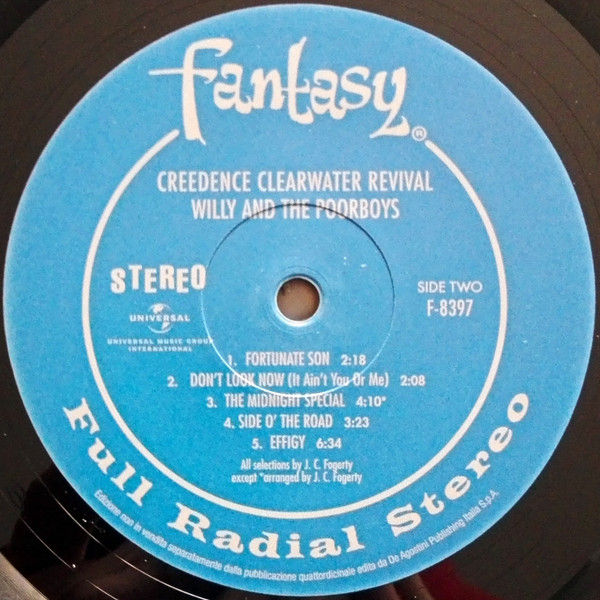 fantasy ®
CREEDENCE CLEARWATER REVIVAL
WILLY AND THE POORBOYS
STEREO
UNIVERSAL
UNIVERSAL MUSIC GROUP
INTERNATIONAL
SIDE TWO
F-8397
1. FORTUNATE SON 2:18
2. DON'T LOOK NOW (It Ain't You Or Me) 2:08
3. THE MIDNIGHT SPECIAL 4:10*
4. SIDE O' THE ROAD 3:23
5. EFFIGY 6:34
All selections by J. C. Fogerty
except *arranged by J. C. Fogerty
Full Radial Stereo
Edizione non in vendita separatamente dalla pubblicazione quattordicinale edita da De Agostini Publishing Italia S.p.A.